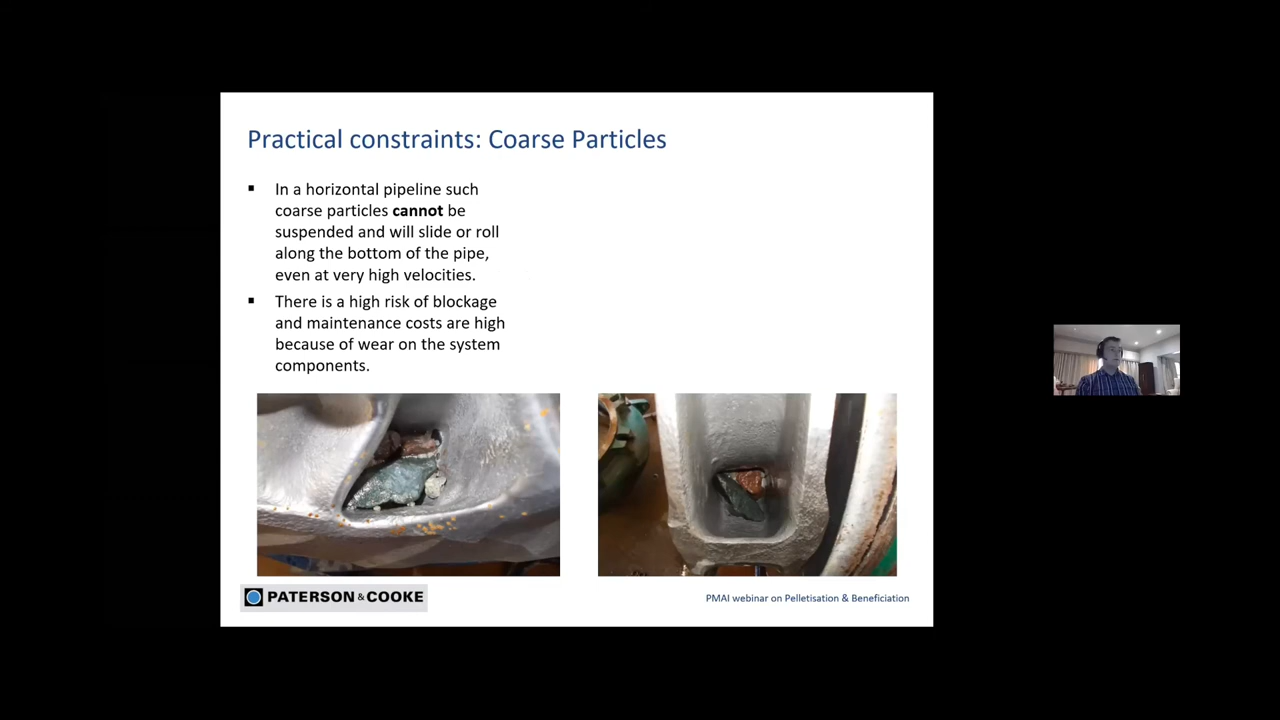 Practical constraints: Coarse Particles
▪ In a horizontal pipeline such
coarse particles cannot be
suspended and will slide or roll
along the bottom of the pipe,
even at very high velocities.
▪ There is a high risk of blockage
and maintenance costs are high
because of wear on the system
components.
PATERSON & COOKE
PMAI webinar on Pelletisation & Beneficiation